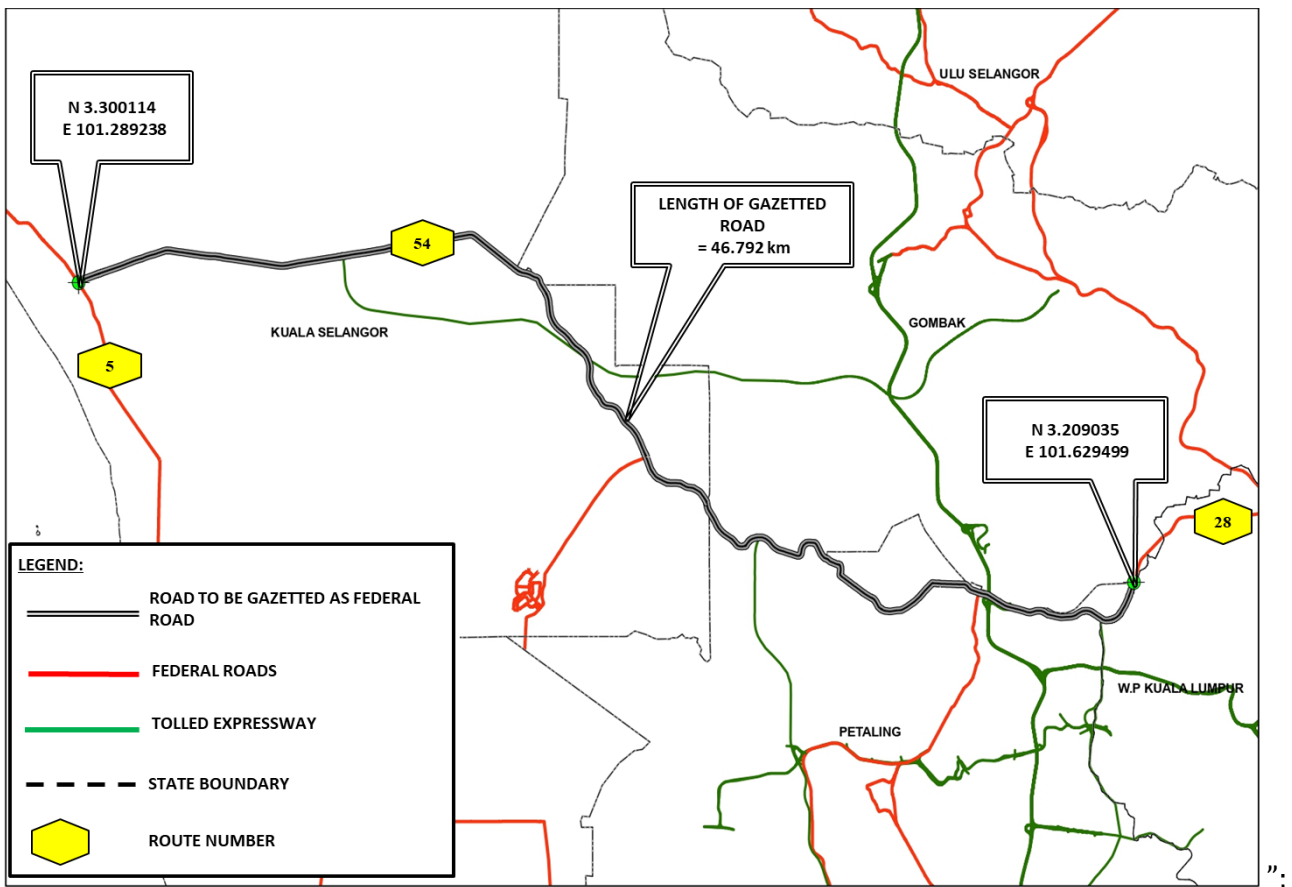 ULU SELANGOR
N 3.300114
E 101.289238
LENGTH OF GAZETTED
ROAD
= 46.792 km
54
KUALA SELANGOR
GOMBAK
5
N 3.209035
E 101.629499
28
LEGEND:
ROAD TO BE GAZETTED AS FEDERAL
ROAD
FEDERAL ROADS
TOLLED EXPRESSWAY
STATE BOUNDARY
ROUTE NUMBER
W.P KUALA LUMPUR
PETALING
”;